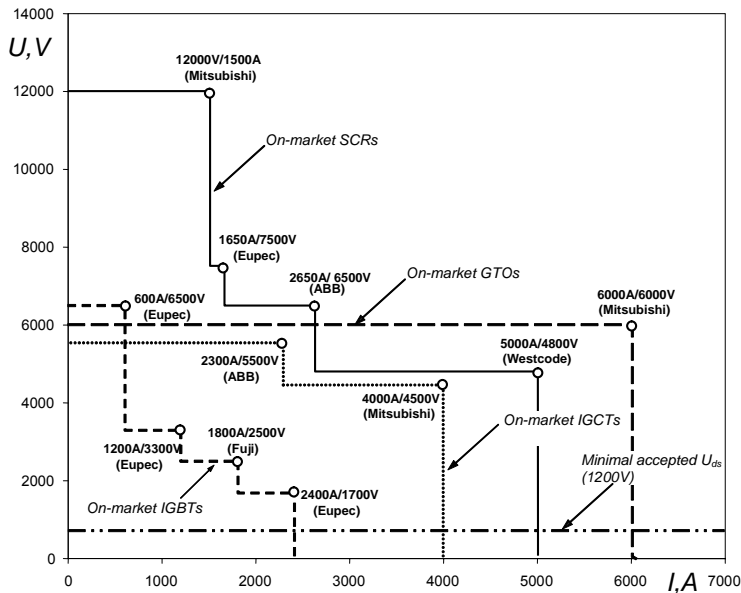 14000
U,V
12000V/1500A
(Mitsubishi)
12000
On-market SCRs
10000
8000
1650A/7500V
(Eupec)
2650A/ 6500V
(ABB)
On-market GTOs
600A/6500V
(Eupec)
6000A/6000V
(Mitsubishi)
6000
2300A/5500V
(ABB)
5000A/4800V
(Westcode)
4000A/4500V
(Mitsubishi)
4000
On-market IGCTs
1200A/3300V
(Eupec)
1800A/2500V
(Fuji)
Minimal accepted Uds
(1200V)
2000
On-market IGBTs
2400A/1700V
(Eupec)
0
0 1000 2000 3000 4000 5000 6000 7000
I,A